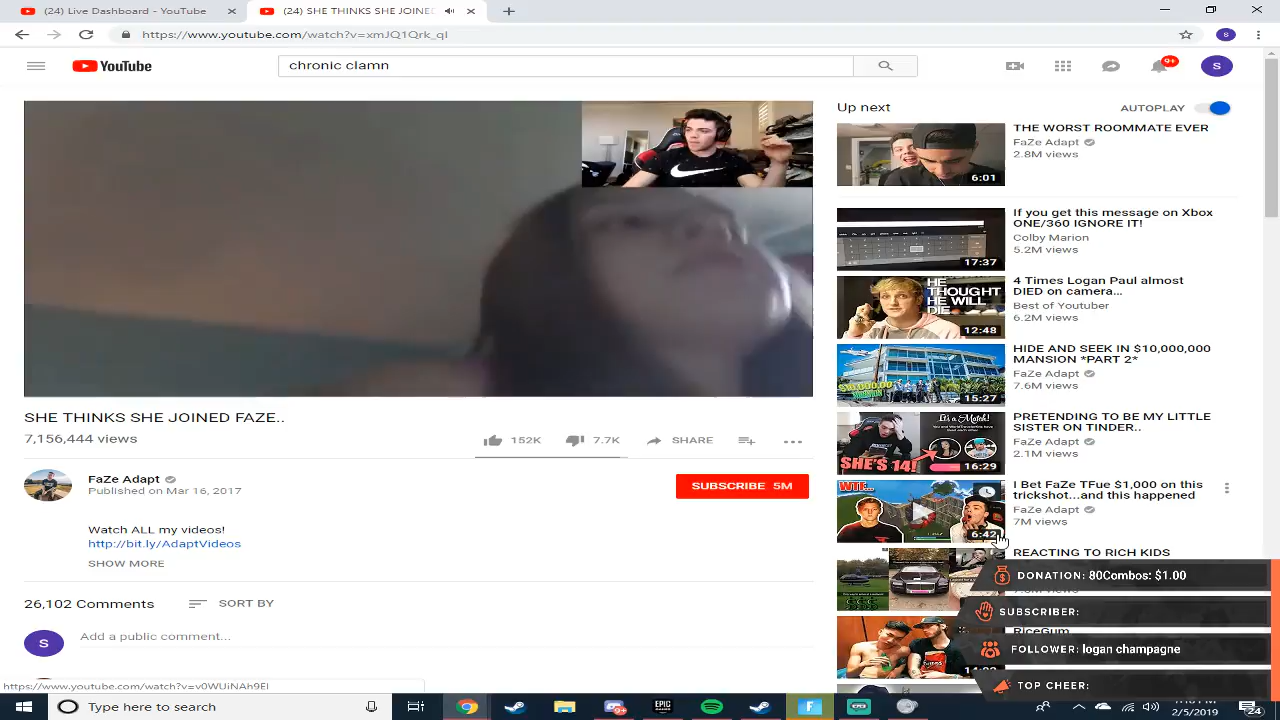 (24) Live Dashboard - YouTube
(24) SHE THINKS SHE JOINED
https://www.youtube.com/watch?v=xmJQ1Qrk_qI
YouTube
chronic clamn
9+
S
Up next
AUTOPLAY
6:01
THE WORST ROOMMATE EVER
FaZe Adapt
2.8M views
17:37
If you get this message on Xbox
ONE/360 IGNORE IT!
Colby Marion
5.2M views
HE
THOUGHT
HE WILL
DIE
12:48
4 Times Logan Paul almost
DIED on camera...
Best of Youtuber
6.2M views
15:27
HIDE AND SEEK IN $10,000,000
MANSION *PART 2*
FaZe Adapt
7.6M views
It's a Match!
SHE'S 14!
16:29
PRETENDING TO BE MY LITTLE
SISTER ON TINDER..
FaZe Adapt
2.1M views
WTF..
6:42
I Bet FaZe TFue $1,000 on this
trickshot...and this happened
FaZe Adapt
7M views
REACTING TO RICH KIDS
RiceGum
SHE THINKS SHE JOINED FAZE..
7,156,444 views
152K
7.7K
SHARE
FaZe Adapt
Published on Mar 16, 2017
SUBSCRIBE 5M
Watch ALL my videos!
http://bit.ly/AdaptVideos
SHOW MORE
26,102 Comments
SORT BY
S
Add a public comment...
https://www.youtube.com/watch?v=v0WUiNAh9EI
DONATION: 80Combos: $1.00
SUBSCRIBER:
FOLLOWER: logan champagne
TOP CHEER:
Type here to search
EPIC
GAMES
9+
2/5/2019
24